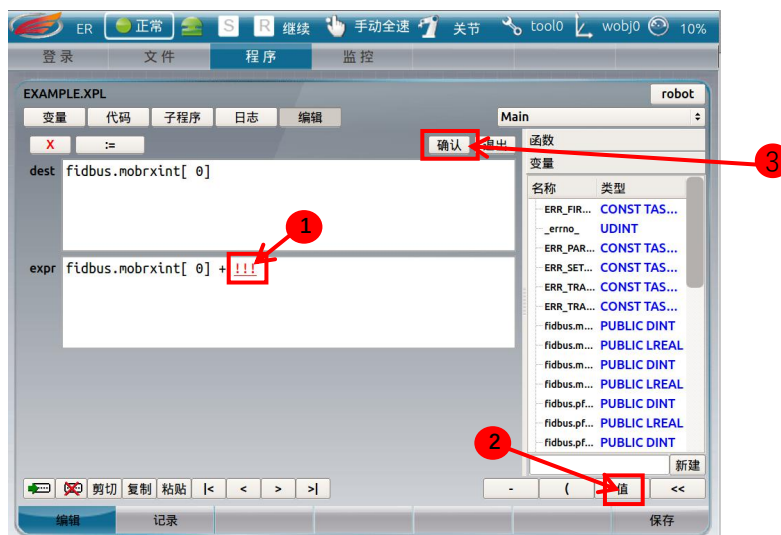 ER 正常 S R 继续 手动全速 关节 tool0 wobj0 10%
登录 文件 程序 监控
EXAMPLE.XPL robot
变量 代码 子程序 日志 编辑 Main
X := 确认 退出 函数
变量
dest fidbus.mobrxint[ 0]
名称 类型
ERR_FIR... CONST TAS...
_errno_ UDINT
1
ERR_PAR... CONST TAS...
expr fidbus.mobrxint[ 0] + !!!
ERR_SET... CONST TAS...
ERR_TRA... CONST TAS...
ERR_TRA... CONST TAS...
fidbus.m... PUBLIC DINT
fidbus.m... PUBLIC LREAL
fidbus.m... PUBLIC DINT
fidbus.m... PUBLIC LREAL
fidbus.pf... PUBLIC DINT
fidbus.pf... PUBLIC LREAL
fidbus.pf... PUBLIC DINT
2
3
新建
剪切 复制 粘贴 |< < > >| - ( 值 <<
编辑 记录 保存